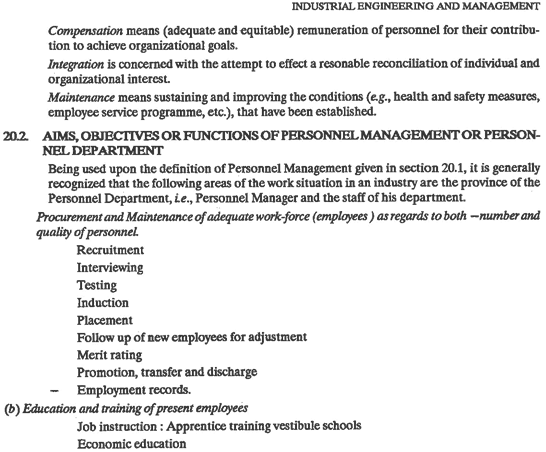 INDUSTRIAL ENGINEERING AND MANAGEMENT
Compensation means (adequate and equitable) remuneration of personnel for their contribu-
tion to achieve organizational goals.
Integration is concerned with the attempt to effect a resonable reconciliation of individual and
organizational interest.
Maintenance means sustaining and improving the conditions (e.g., health and safety measures,
employee service programme, etc.), that have been established.
20.2. AIMS, OBJECTIVES OR FUNCTIONS OF PERSONNEL MANAGEMENT OR PERSON-
NEL DEPARTMENT
Being used upon the definition of Personnel Management given in section 20.1, it is generally
recognized that the following areas of the work situation in an industry are the province of the
Personnel Department, i.e., Personnel Manager and the staff of his department.
Procurement and Maintenance of adequate work-force (employees ) as regards to both —number and
quality of personnel.
Recruitment
Interviewing
Testing
Induction
Placement
Follow up of new employees for adjustment
Merit rating
Promotion, transfer and discharge
— Employment records.
(b) Education and training of present employees
Job instruction : Apprentice training vestibule schools
Economic education